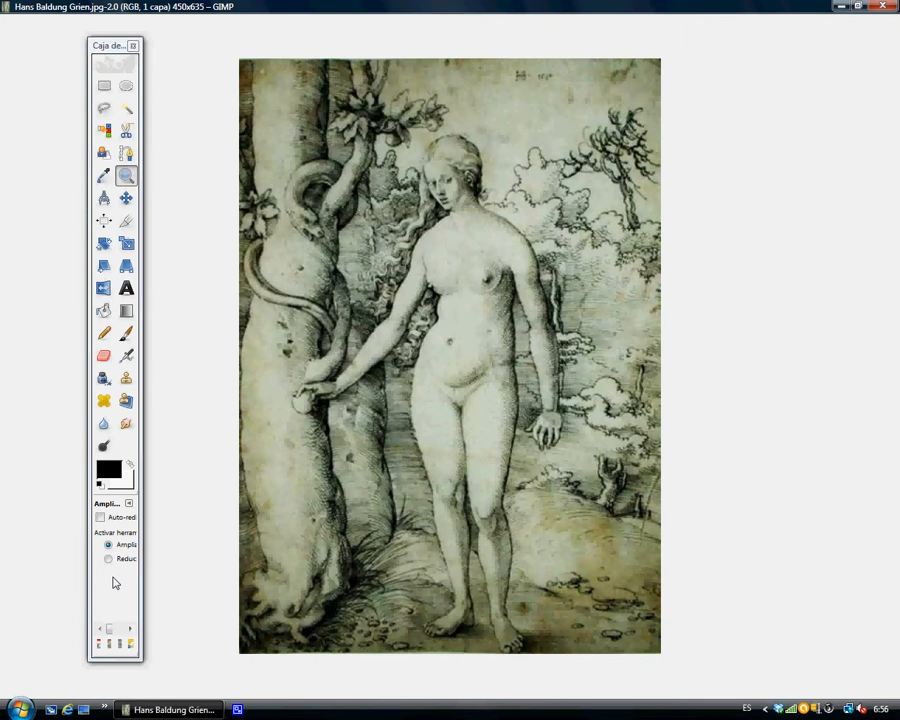 Hans Baldung Grien.jpg-2.0 (RGB, 1 capa) 450x635 – GIMP
Caja de...
Ampli...
Auto-red
Activar herran
Amplia
Reduc
Hans Baldung Grien....
ES
6:56